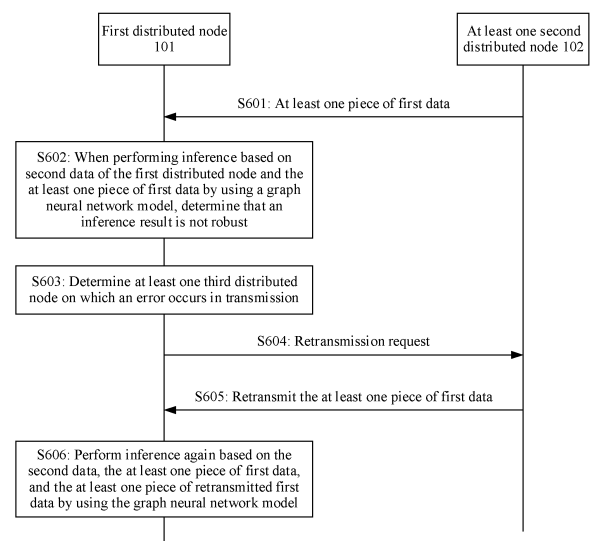 First distributed node
101
At least one second
distributed node 102
S601: At least one piece of first data
S602: When performing inference based on
second data of the first distributed node and the
at least one piece of first data by using a graph
neural network model, determine that an
inference result is not robust
S603: Determine at least one third distributed
node on which an error occurs in transmission
S604: Retransmission request
S605: Retransmit the at least one piece of first data
S606: Perform inference again based on the
second data, the at least one piece of first data,
and the at least one piece of retransmitted first
data by using the graph neural network model